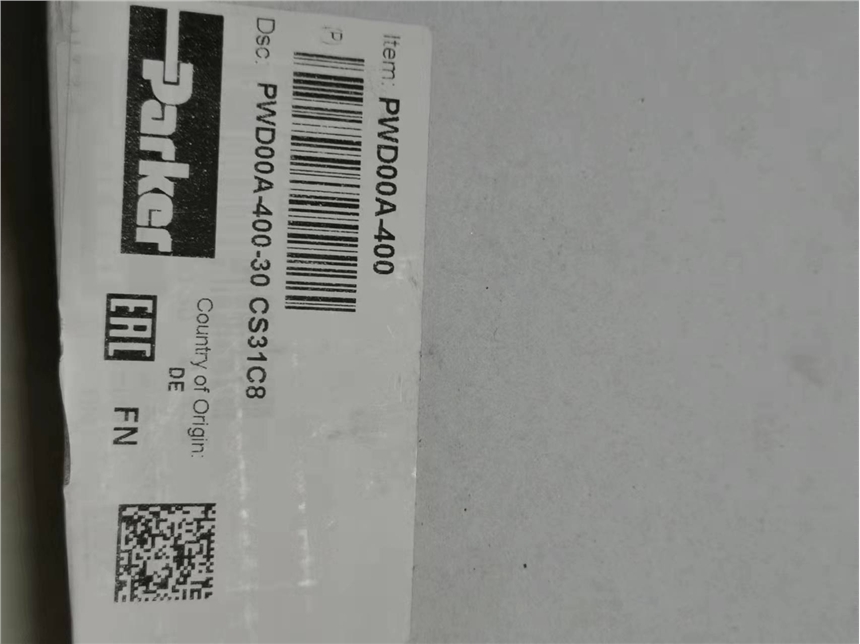 Item: PWD00A-400
(P)
Dsc: PWD00A-400-30 CS31C8
Parker
Country of Origin:
DE
EAC
FN